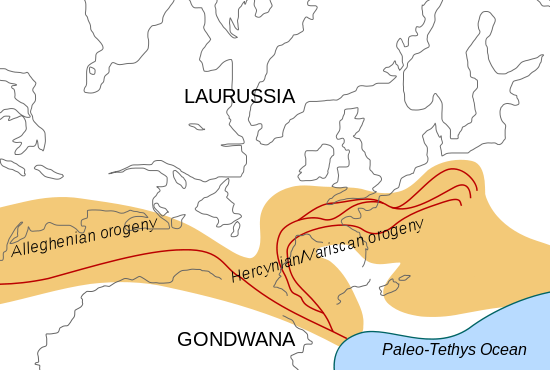 LAURUSSIA
Alleghenian orogeny
Hercynian/Variscan orogeny
GONDWANA
Paleo-Tethys Ocean